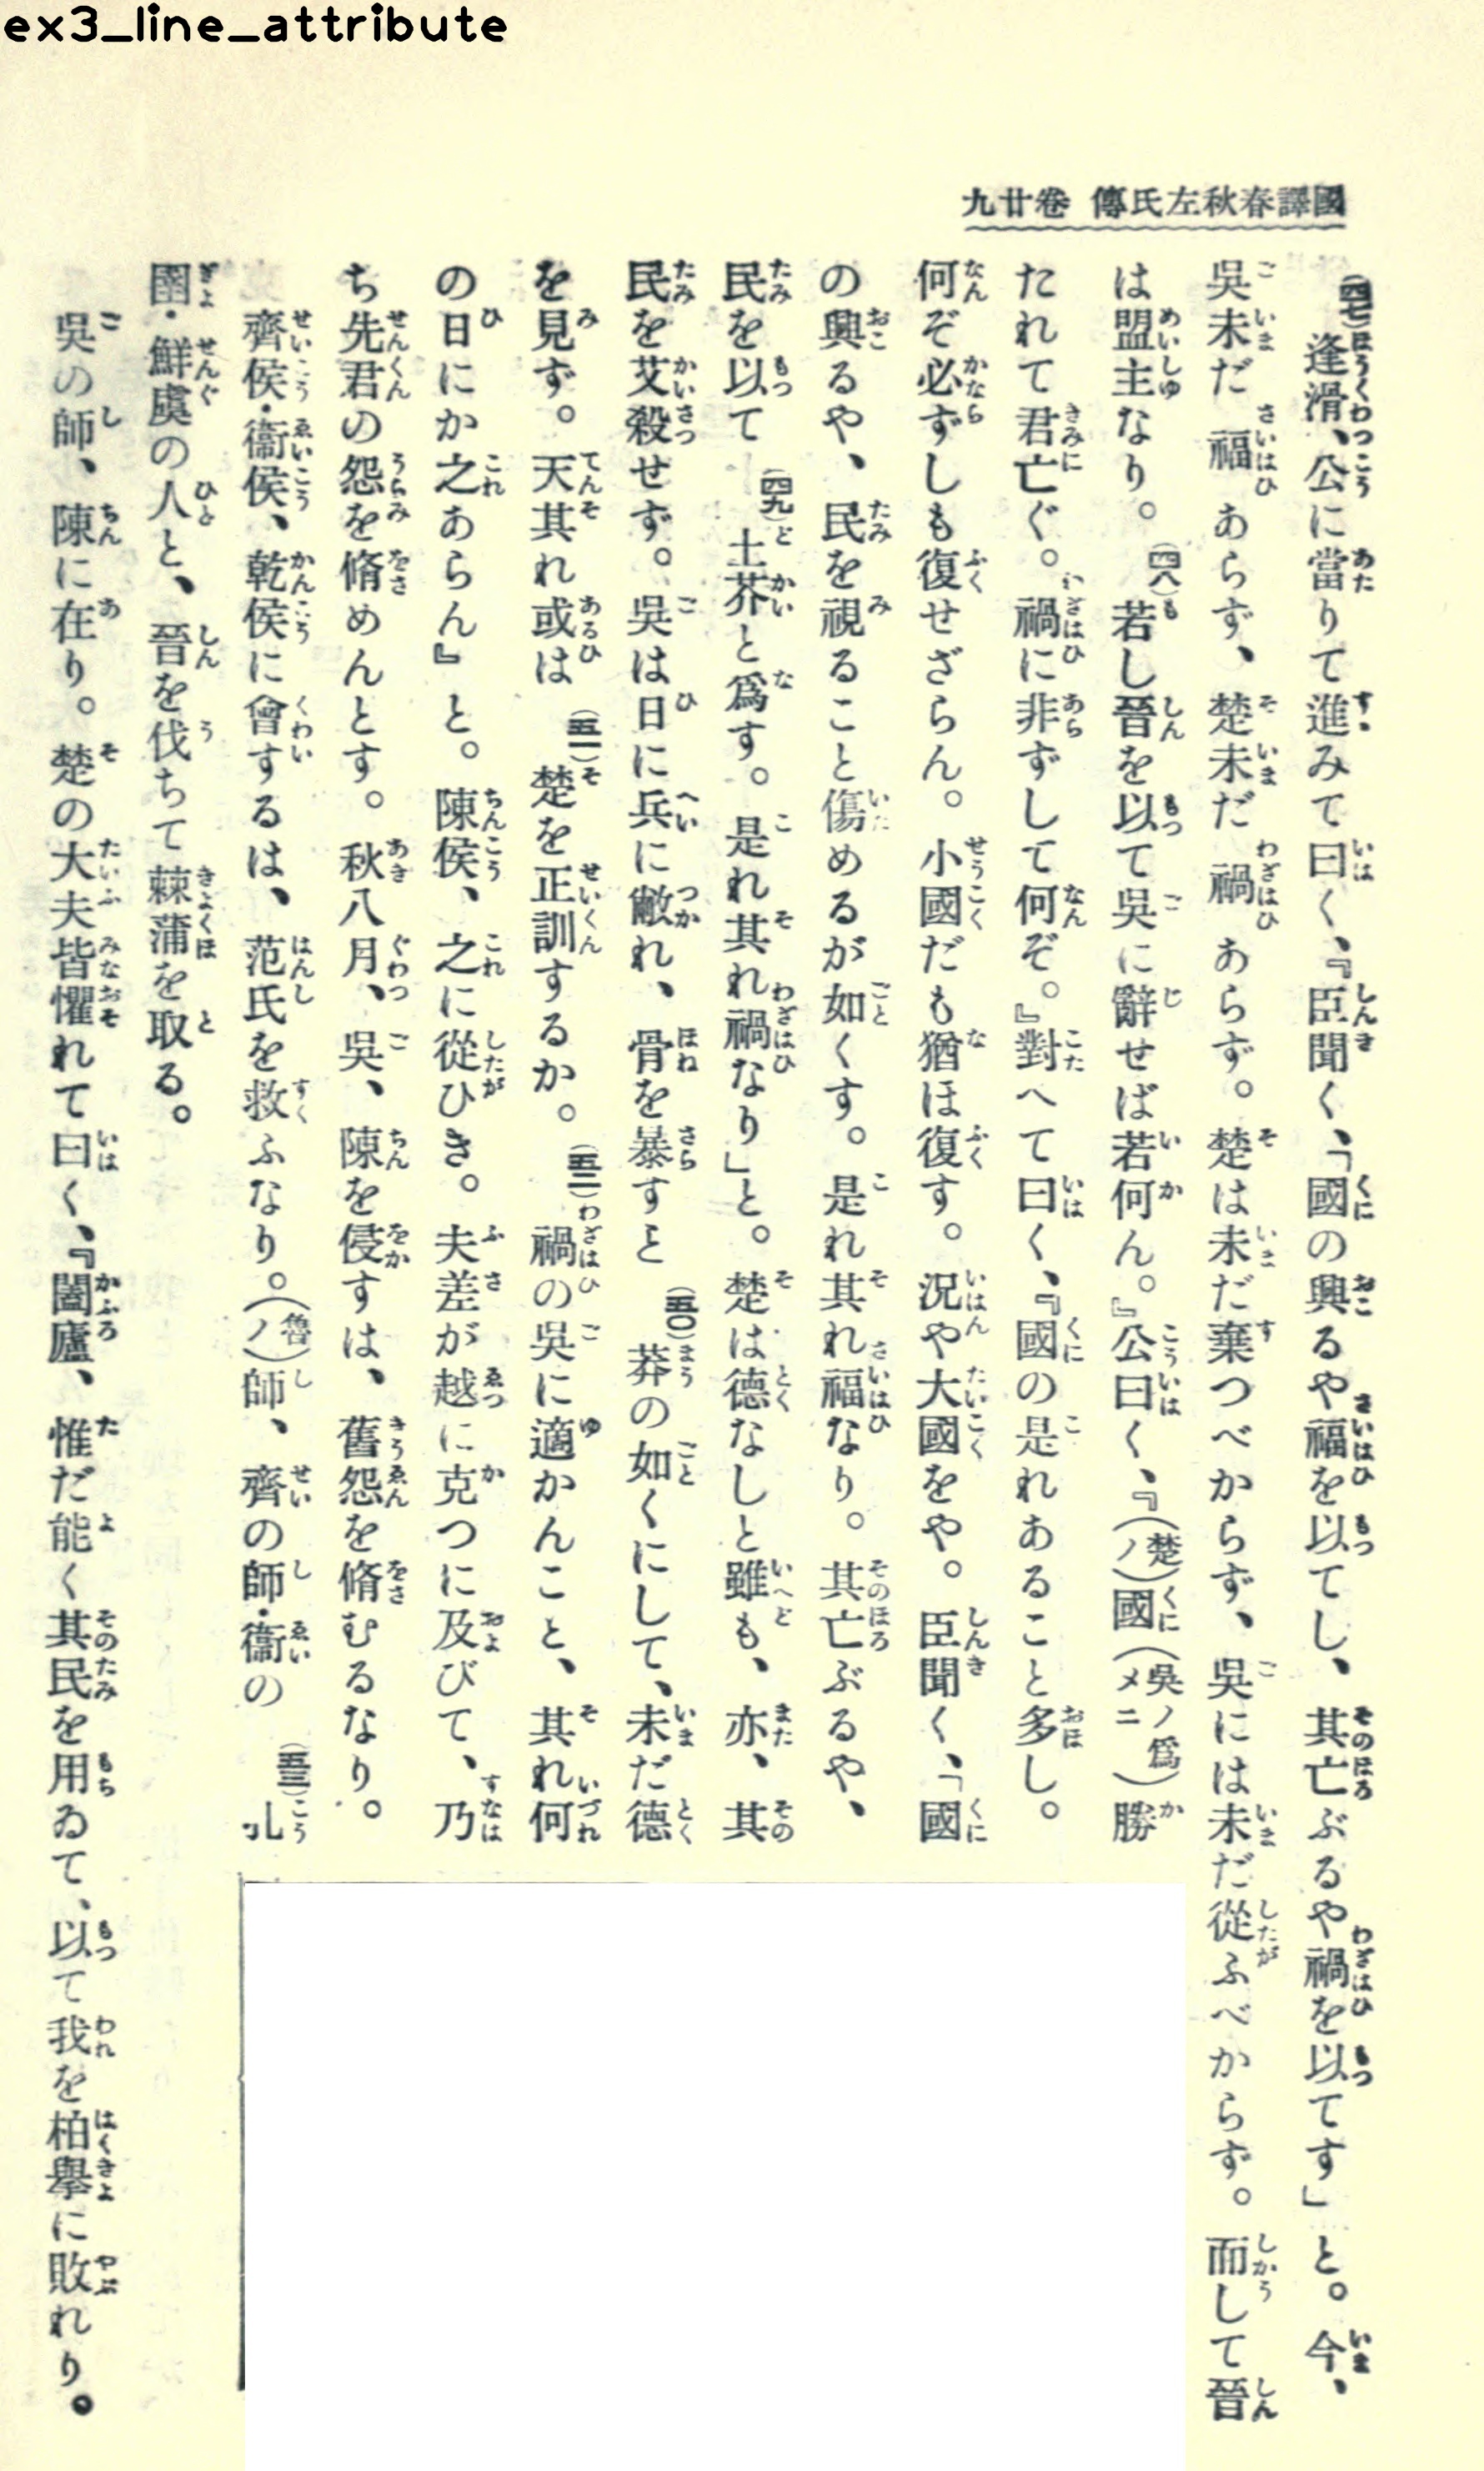 ex3_line_attribute
國譯春秋左氏傳 卷廿九
(四七)逢滑、公に當りて進みて曰く、『臣聞く、「國の興るや福を以てし、其亡ぶるや禍を以てす」と。今、
吳未だ福あらず、楚未だ禍あらず。楚は未だ棄つべからず、吳には未だ從ふべからず。而して晉
は盟主なり。(四八)若し晉を以て吳に辭せば若何ん。』公曰く、『(楚ノ)國(吳ノ爲メニ)勝
たれて君亡ぐ。禍に非ずして何ぞ。』對へて曰く、『國の是れあること多し。
何ぞ必ずしも復せざらん。小國だも猶ほ復す。況や大國をや。臣聞く、「國
の興るや、民を視ること傷めるが如くす。是れ其れ福なり。其亡ぶるや、
民を以て(四九)土芥と爲す。是れ其れ禍なり」と。楚は德なしと雖も、亦、其
民を艾殺せず。吳は日に兵に敝れ、骨を暴すこと(五〇)莽の如くにして、未だ德
を見ず。天其れ或は(五一)楚を正訓するか。(五二)禍の吳に適かんこと、其れ何
の日にか之あらん』と。陳侯、之に從ひき。夫差が越に克つに及びて、乃
ち先君の怨を脩めんとす。秋八月、吳、陳を侵すは、舊怨を脩むるなり。
齊侯・衞侯、乾侯に會するは、范氏を救ふなり。(魯ノ)師、齊の師・衞の(五三)孔
圉・鮮虞の人と、晉を伐ちて棘蒲を取る。
吳の師、陳に在り。楚の大夫皆懼れて曰く、『闔廬、惟だ能く其民を用ゐて、以て我を柏擧に敗れり。